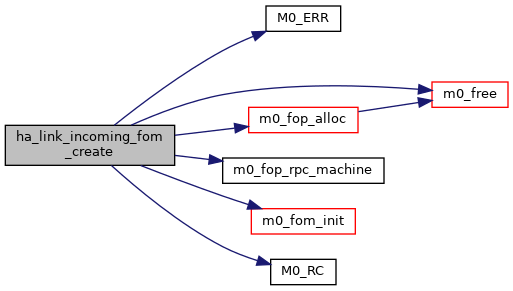 M0_ERR
m0_free
m0_fop_alloc
ha_link_incoming_fom
_create
m0_fop_rpc_machine
m0_fom_init
M0_RC